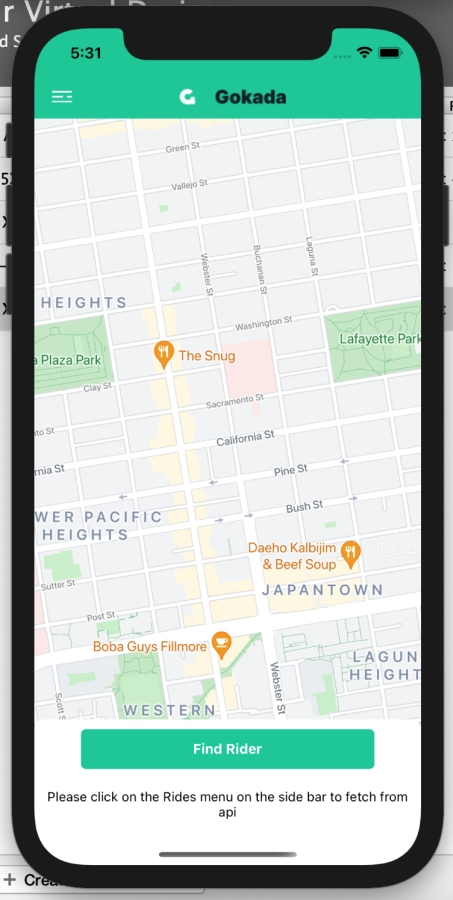 5:31
Gokada
Green St
Vallejo St
Webster St
Buchanan St
Laguna St
HEIGHTS
Washington St
Lafayette Park
a Plaza Park
The Snug
Clay St
Sacramento St
California St
rnia St
Pine St
Bush St
WER PACIFIC
HEIGHTS
Daeho Kalbijim
& Beef Soup
Sutter St
JAPANTOWN
Post St
Boba Guys Fillmore
LAGUN
HEIGHT
Webster St
Scott S
WESTERN
Find Rider
Please click on the Rides menu on the side bar to fetch from
api
+ Crea